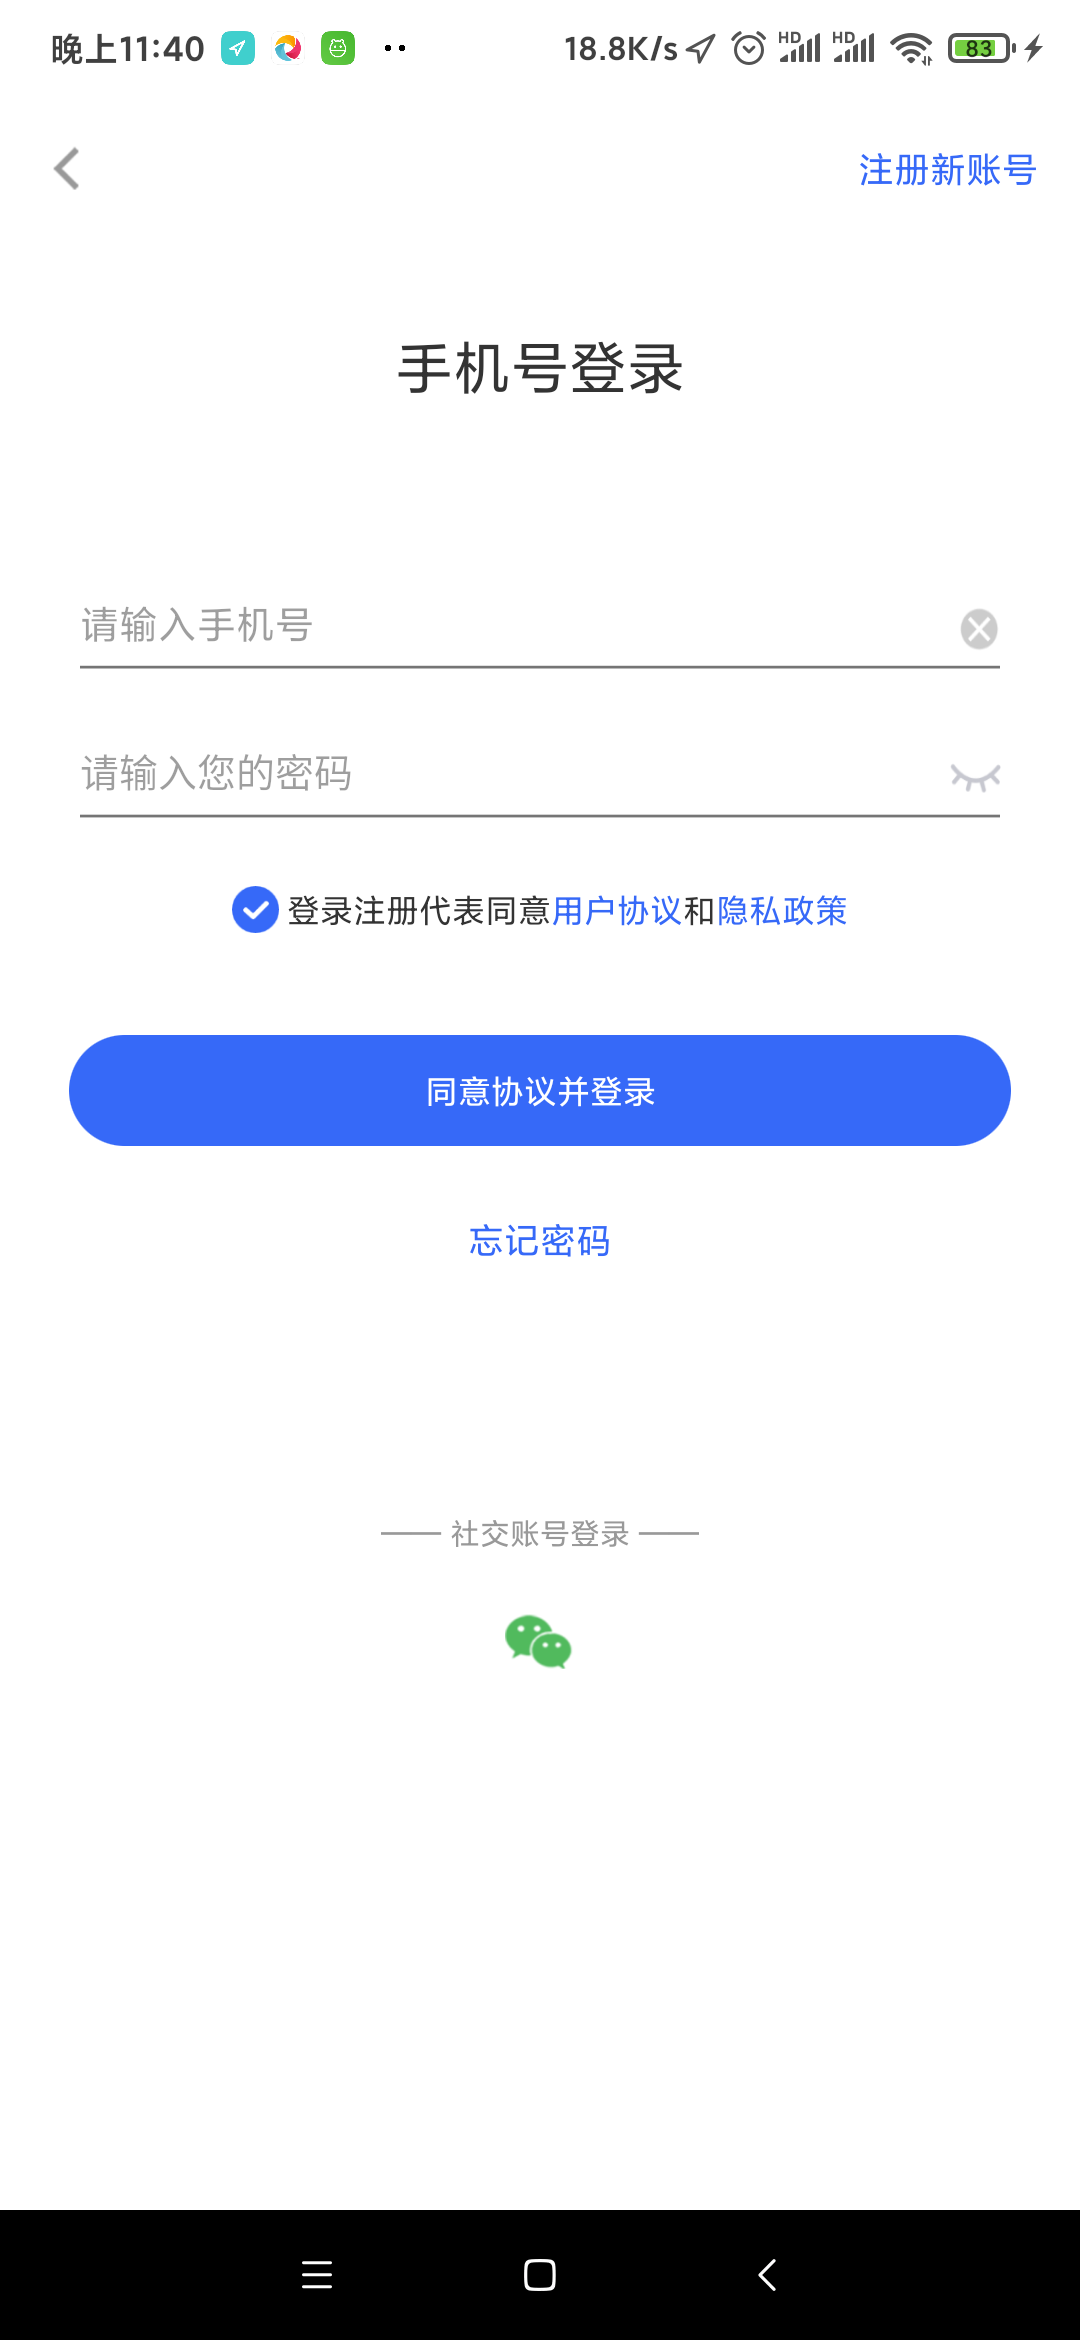 晚上11:40
18.8K/s
HD
HD
83
注册新账号
手机号登录
请输入手机号
请输入您的密码
登录注册代表同意用户协议和隐私政策
同意协议并登录
忘记密码
社交账号登录